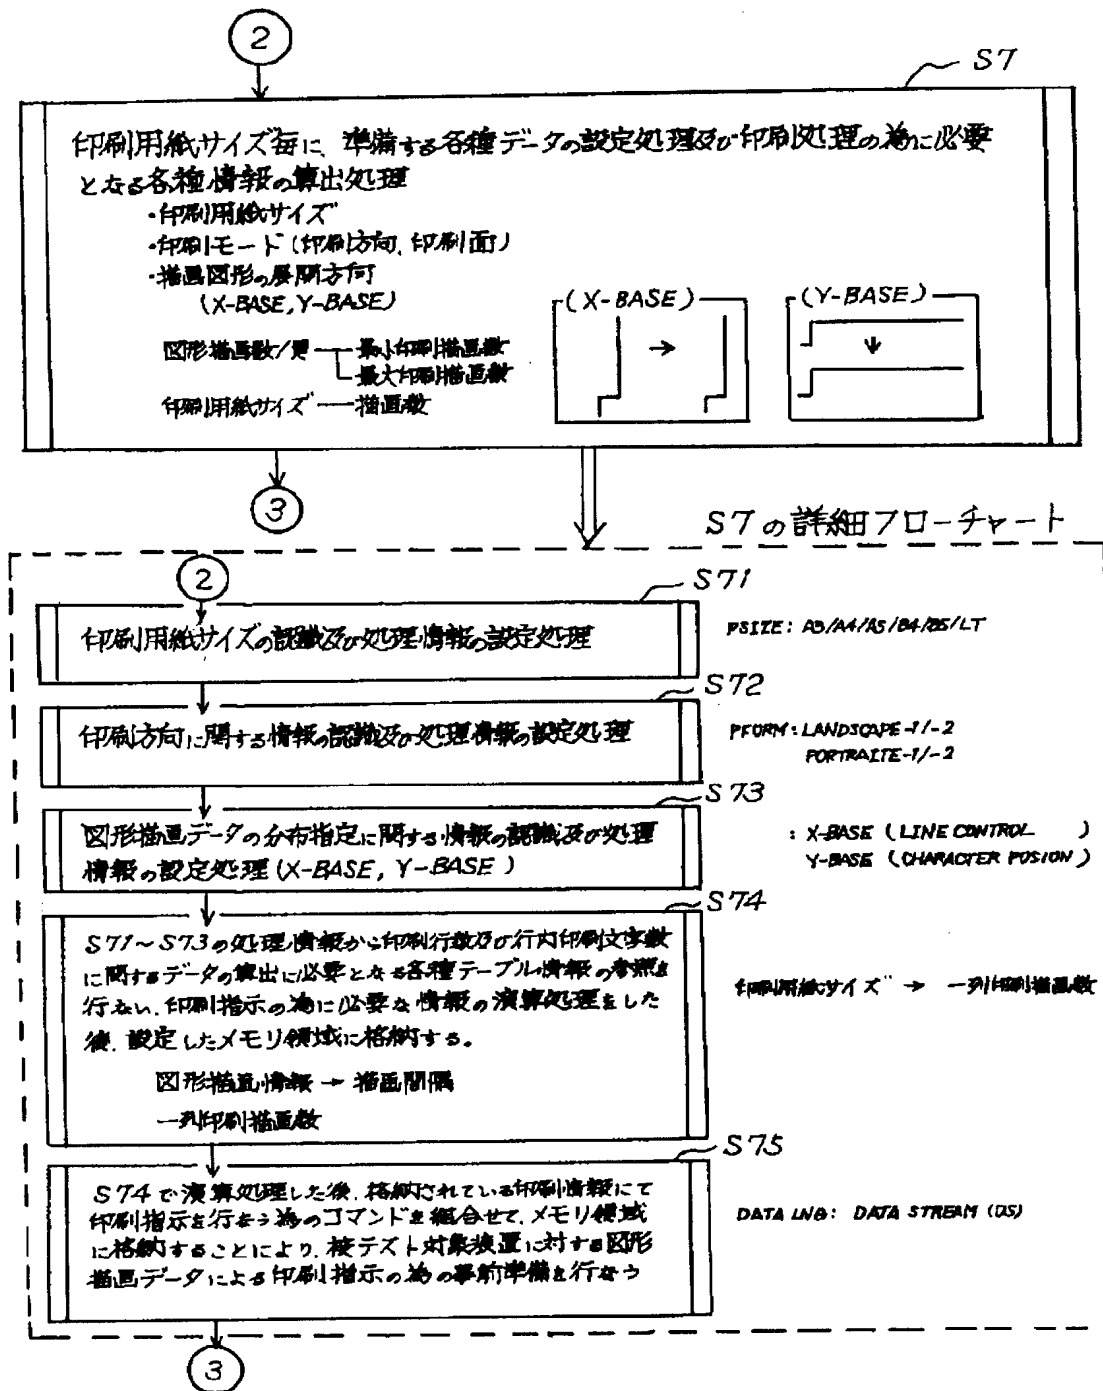 2
S7
印刷用紙サイズ毎に、準備する各種データの設定処理及び印刷処理の為に必要
となる各種情報の算出処理
・印刷用紙サイズ
・印刷モード(印刷方向,印刷面)
・描画図形の展開方向
(X-BASE,Y-BASE)
(X-BASE)
(Y-BASE)
図形描画数/頁 最小印刷描画数
最大印刷描画数
印刷用紙サイズ 描画数
3
S7の詳細フローチャート
2
S71
印刷用紙サイズの認識及び処理情報の設定処理
PSIZE: A3/A4/A5/B4/B5/LT
S72
印刷方向に関する情報の認識及び処理情報の設定処理
PFORM: LANDSCAPE-1/-2
PORTRAITE-1/-2
S73
図形描画データの分布指定に関する情報の認識及び処理
情報の設定処理(X-BASE, Y-BASE)
: X-BASE (LINE CONTROL )
Y-BASE (CHARACTER POSION)
S74
S71~S73の処理情報から印刷行数及び行内印刷文字数
に関するデータの算出に必要となる各種テーブル情報の参照を
行ない、印刷指示の為に必要な情報の演算処理をした
後、設定したメモリ領域に格納する。
図形描画情報→描画間隔
一列印刷描画数
印刷用紙サイズ → 一列印刷描画数
S75
S74で演算処理した後、格納されている印刷情報にて
印刷指示を行なう為のコマンドを組合せて、メモリ領域
に格納することにより、被テスト対象装置に対する図形
描画データによる印刷指示の為の事前準備を行なう
DATA LNG: DATA STREAM (DS)
3